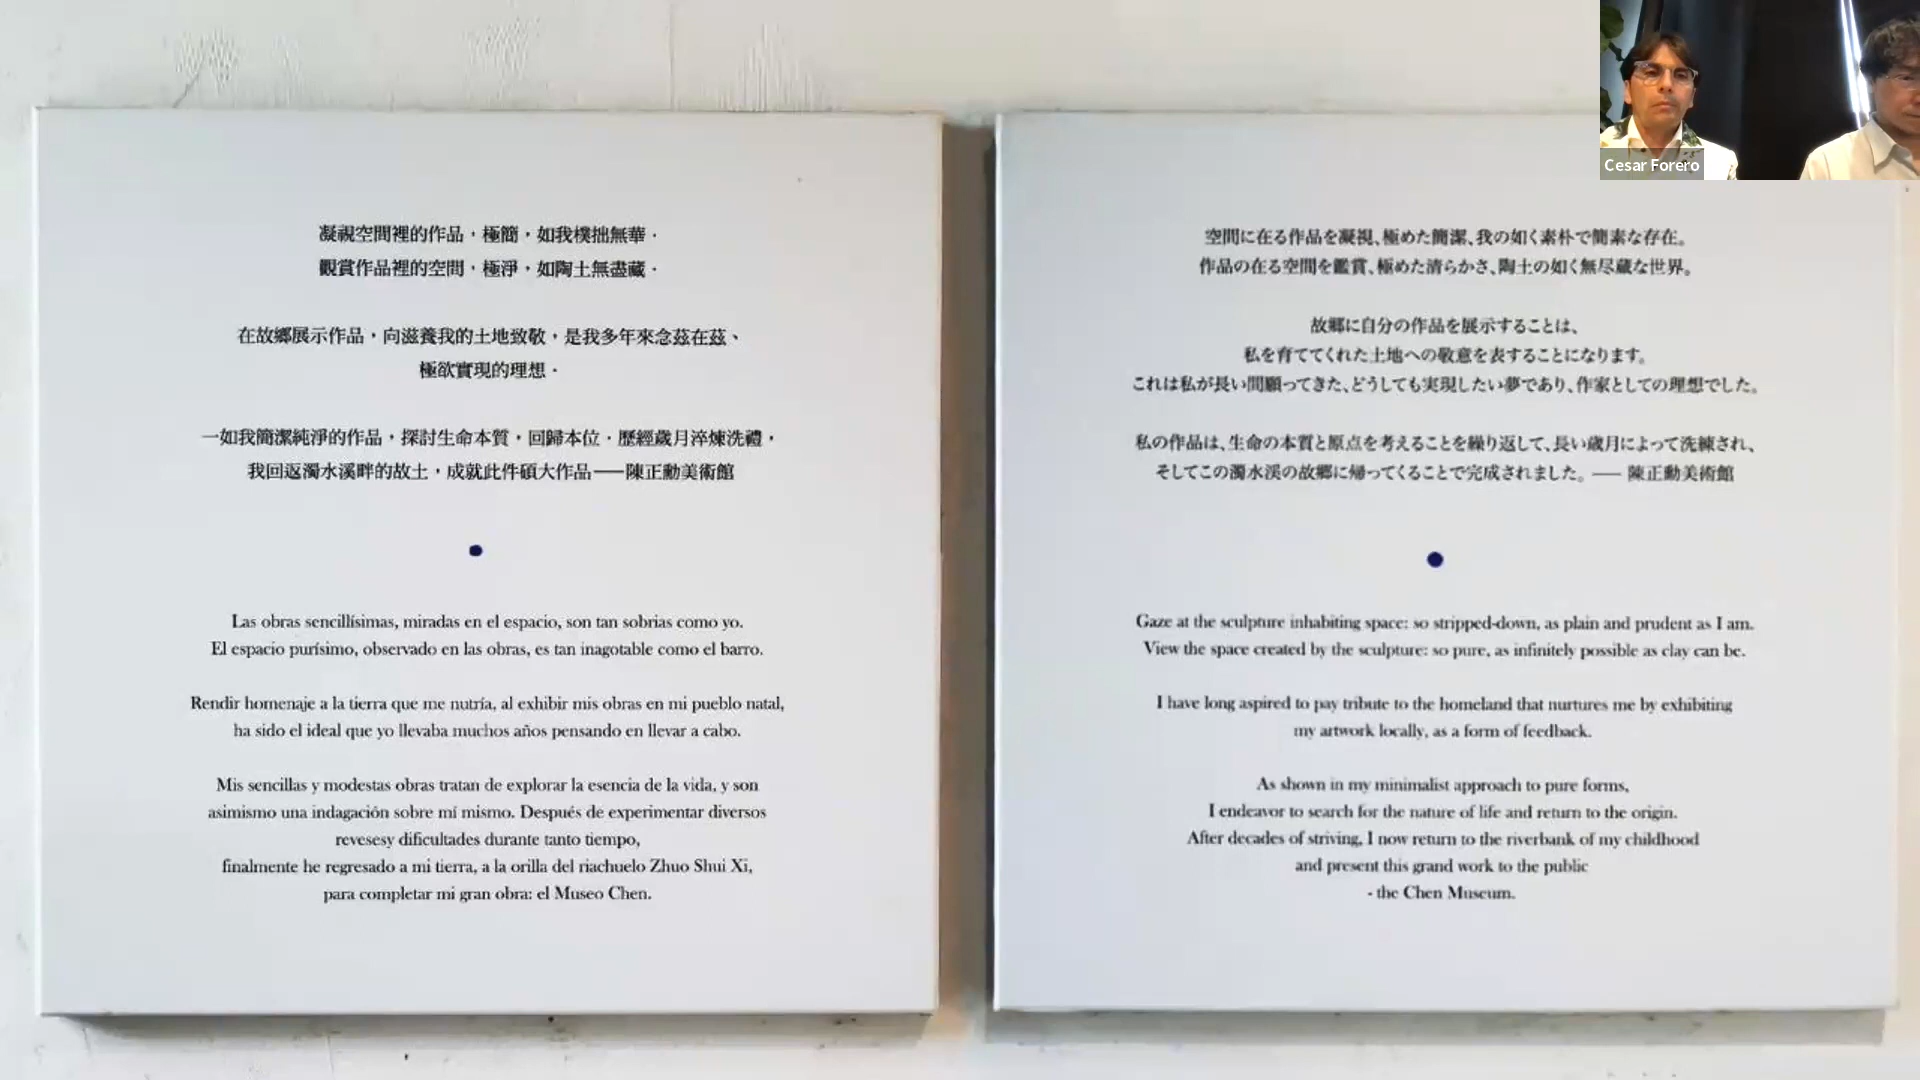 凝視空間裡的作品，極簡，如我樸拙無華．
觀賞作品裡的空間，極淨，如陶土無盡藏．
在故鄉展示作品，向滋養我的土地致敬，是我多年來念茲在茲、
極欲實現的理想．
一如我簡潔純淨的作品，探討生命本質，回歸本位．歷經歲月淬煉洗禮，
我回返濁水溪畔的故土，成就此件碩大作品——陳正勳美術館
Las obras sencillísimas, miradas en el espacio, son tan sobrias como yo.
El espacio purísimo, observado en las obras, es tan inagotable como el barro.
Rendir homenaje a la tierra que me nutría, al exhibir mis obras en mi pueblo natal,
ha sido el ideal que yo llevaba muchos años pensando en llevar a cabo.
Mis sencillas y modestas obras tratan de explorar la esencia de la vida, y son
asimismo una indagación sobre mí mismo. Después de experimentar diversos
revesesy dificultades durante tanto tiempo,
finalmente he regresado a mi tierra, a la orilla del riachuelo Zhuo Shui Xi,
para completar mi gran obra: el Museo Chen.
空間に在る作品を凝視、極めた簡潔、我の如く素朴で簡素な存在。
作品の在る空間を鑑賞、極めた清らかさ、陶土の如く無尽蔵な世界。
故郷に自分の作品を展示することは、
私を育ててくれた土地への敬意を表することになります。
これは私が長い間願ってきた、どうしても実現したい夢であり、作家としての理想でした。
私の作品は、生命の本質と原点を考えることを繰り返して、長い歳月によって洗練され、
そしてこの濁水渓の故郷に帰ってくることで完成されました。—— 陳正勳美術館
Gaze at the sculpture inhabiting space: so stripped-down, as plain and prudent as I am.
View the space created by the sculpture: so pure, as infinitely possible as clay can be.
I have long aspired to pay tribute to the homeland that nurtures me by exhibiting
my artwork locally, as a form of feedback.
As shown in my minimalist approach to pure forms,
I endeavor to search for the nature of life and return to the origin.
After decades of striving, I now return to the riverbank of my childhood
and present this grand work to the public
- the Chen Museum.
Cesar Forero